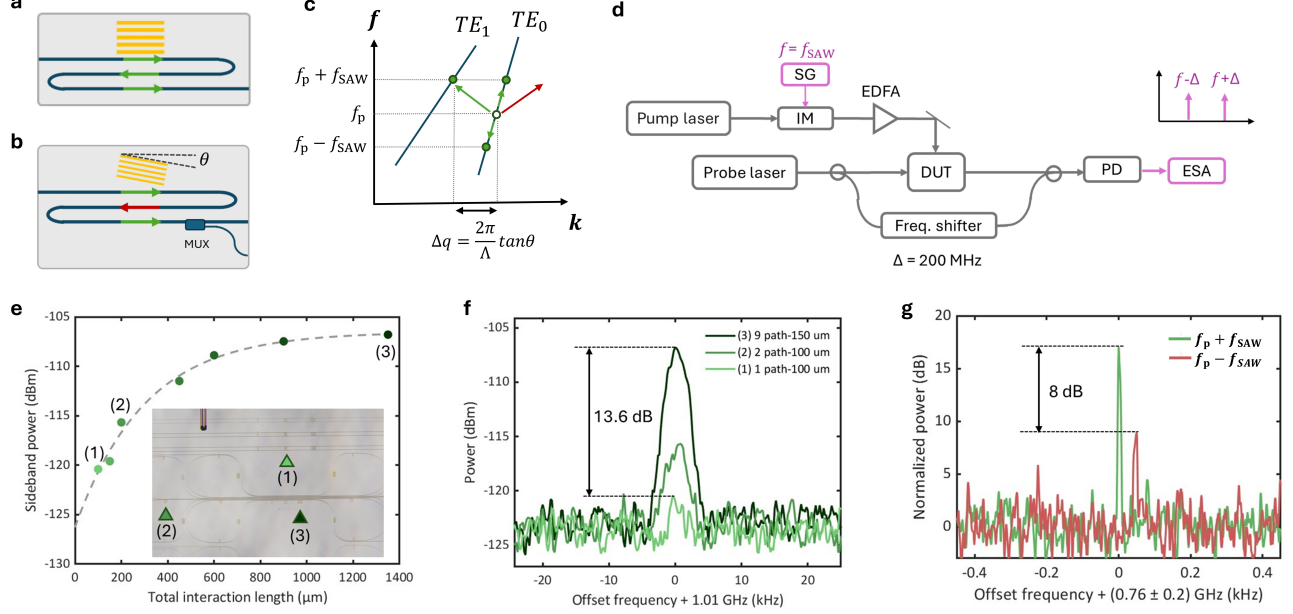 a
b
θ
MUX
c
f
TE₁
TE₀
fₚ + f_SAW
fₚ
fₚ − f_SAW
k
Δq = 2π/Λ tanθ
d
f = f_SAW
SG
EDFA
Pump laser
IM
f-Δ f+Δ
Probe laser
DUT
PD
ESA
Freq. shifter
Δ = 200 MHz
e
Sideband power (dBm)
-105
-110
-115
-120
-125
-130
(1)
(2)
(3)
(1)
(2)
(3)
0 200 400 600 800 1000 1200 1400
Total interaction length (µm)
f
Power (dBm)
-105
-110
-115
-120
-125
(3) 9 path-150 um
(2) 2 path-100 um
(1) 1 path-100 um
13.6 dB
-20 -10 0 10 20
Offset frequency + 1.01 GHz (kHz)
g
Normalized power (dB)
20
15
10
5
0
fₚ + f_SAW
fₚ − f_SAW
8 dB
-0.4 -0.2 0 0.2 0.4
Offset frequency + (0.76 ± 0.2) GHz (kHz)